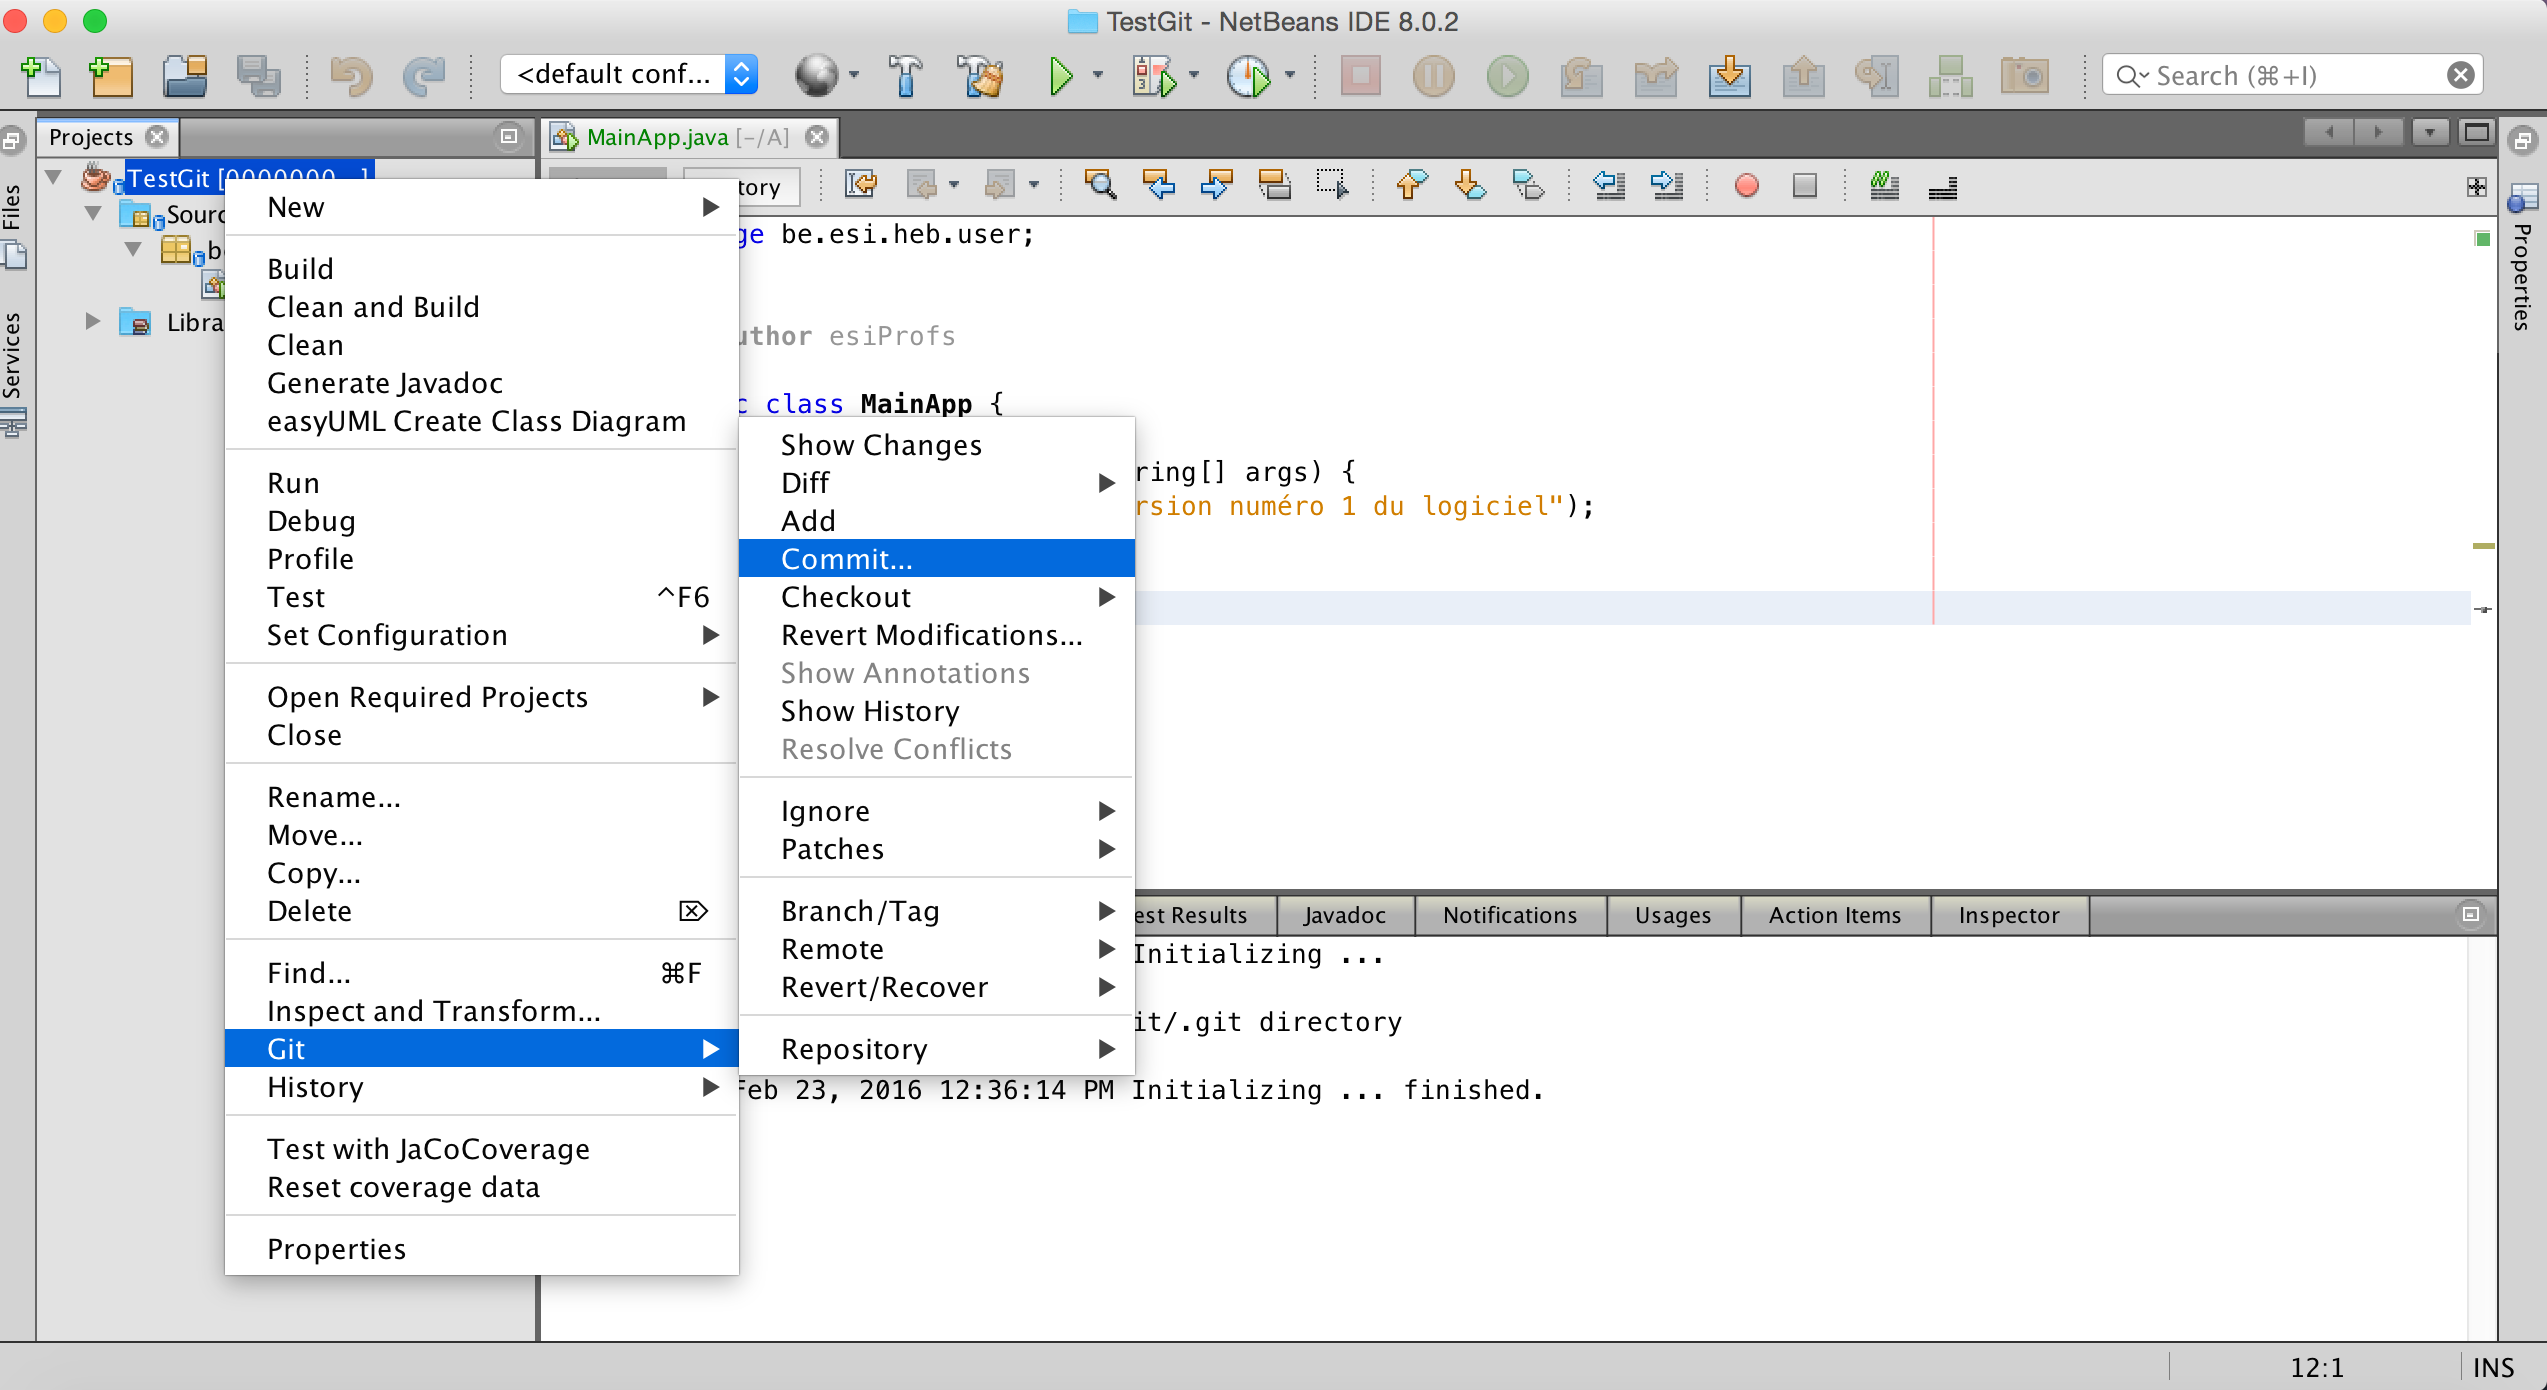 TestGit - NetBeans IDE 8.0.2
<default conf...
Search (⌘+I)
Projects
MainApp.java [-/A]
Files
Services
Properties
TestGit [0000000...]
Libra
New
Build
Clean and Build
Clean
Generate Javadoc
easyUML Create Class Diagram
Run
Debug
Profile
Test ^F6
Set Configuration
Open Required Projects
Close
Rename...
Move...
Copy...
Delete ⌦
Find... ⌘F
Inspect and Transform...
Git
History
Test with JaCoCoverage
Reset coverage data
Properties
Show Changes
Diff
Add
Commit...
Checkout
Revert Modifications...
Show Annotations
Show History
Resolve Conflicts
Ignore
Patches
Branch/Tag
Remote
Revert/Recover
Repository
tory
ge be.esi.heb.user;
uthor esiProfs
c class MainApp {
ring[] args) {
rsion numéro 1 du logiciel");
est Results
Javadoc
Notifications
Usages
Action Items
Inspector
Initializing ...
it/.git directory
Feb 23, 2016 12:36:14 PM Initializing ... finished.
12:1
INS